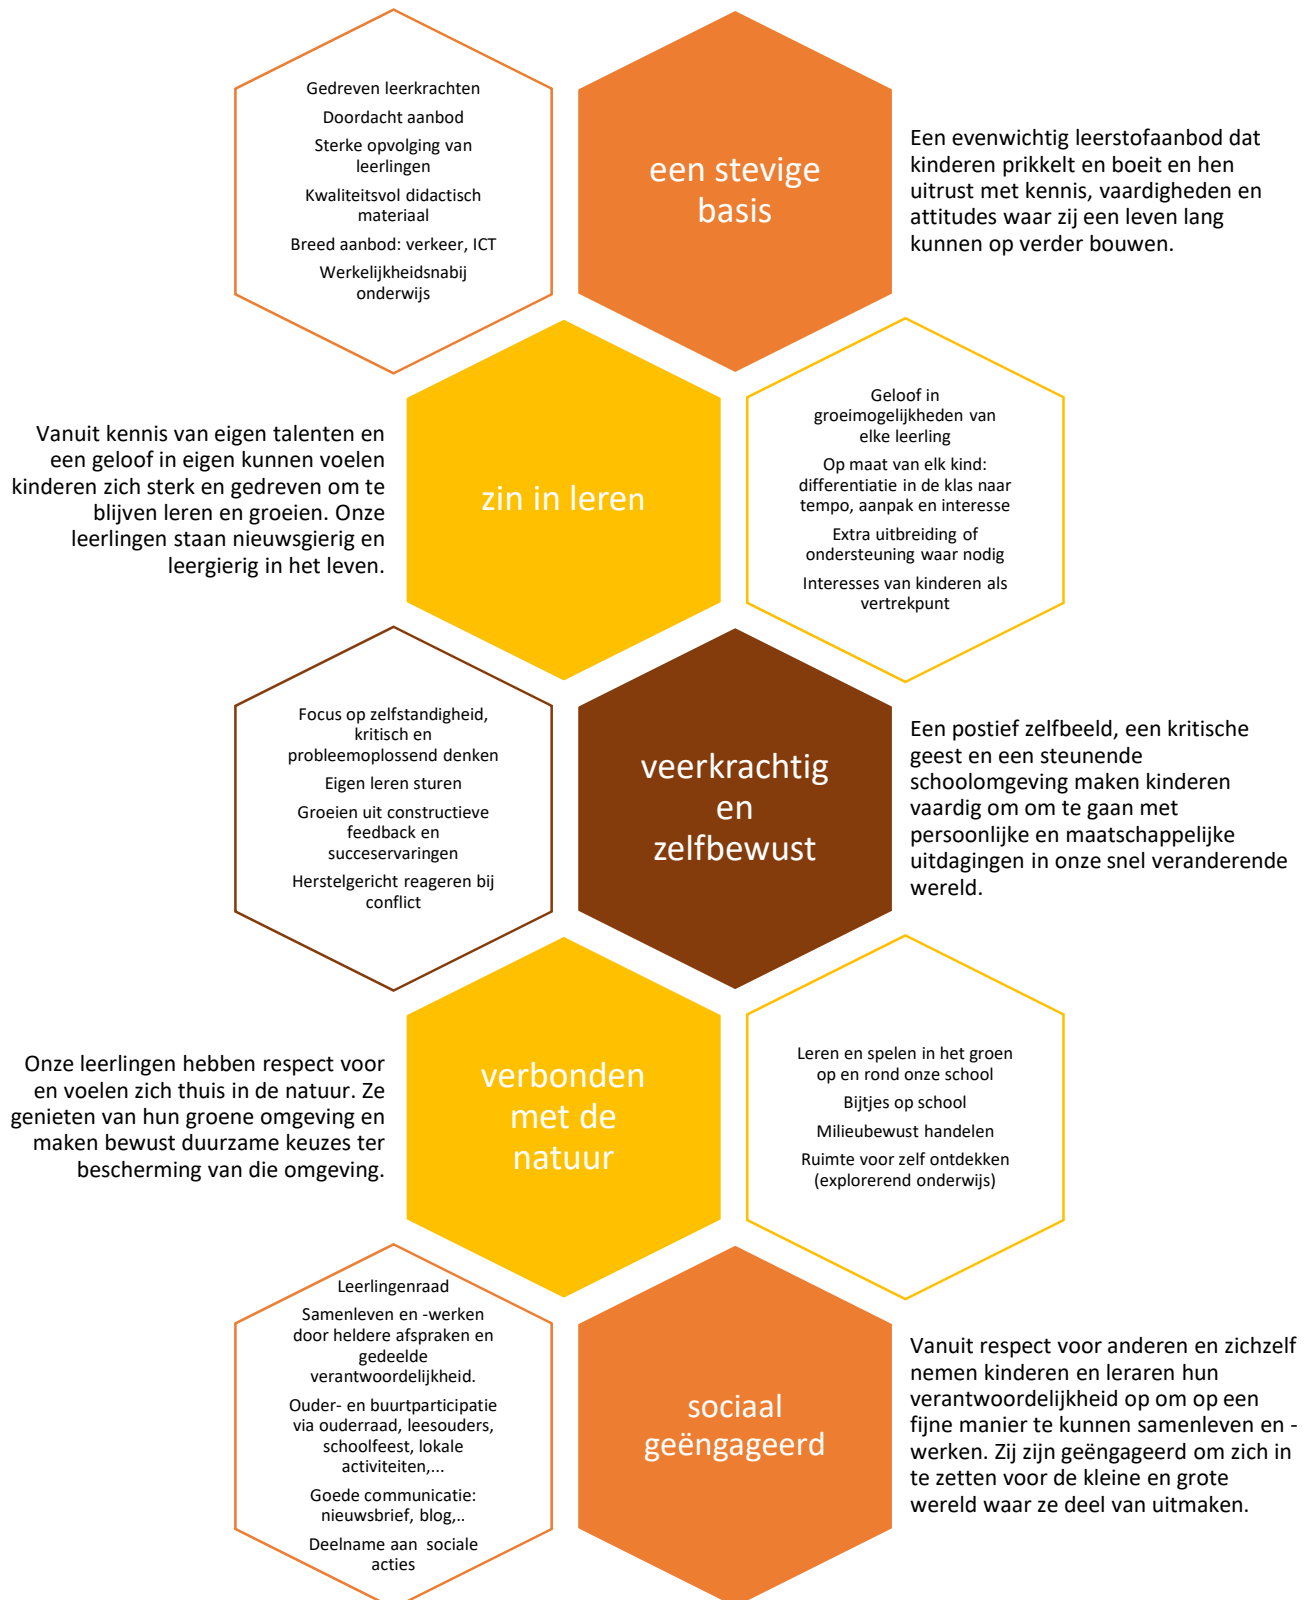 Gedreven leerkrachten
Doordacht aanbod
Sterke opvolging van
leerlingen
Kwaliteitsvol didactisch
materiaal
Breed aanbod: verkeer, ICT
Werkelijkheidsnabij
onderwijs
een stevige
basis
Een evenwichtig leerstofaanbod dat
kinderen prikkelt en boeit en hen
uitrust met kennis, vaardigheden en
attitudes waar zij een leven lang
kunnen op verder bouwen.
Vanuit kennis van eigen talenten en
een geloof in eigen kunnen voelen
kinderen zich sterk en gedreven om te
blijven leren en groeien. Onze
leerlingen staan nieuwsgierig en
leergierig in het leven.
zin in leren
Geloof in
groeimogelijkheden van
elke leerling
Op maat van elk kind:
differentiatie in de klas naar
tempo, aanpak en interesse
Extra uitbreiding of
ondersteuning waar nodig
Interesses van kinderen als
vertrekpunt
Focus op zelfstandigheid,
kritisch en
probleemoplossend denken
Eigen leren sturen
Groeien uit constructieve
feedback en
succeservaringen
Herstelgericht reageren bij
conflict
veerkrachtig
en
zelfbewust
Een postief zelfbeeld, een kritische
geest en een steunende
schoolomgeving maken kinderen
vaardig om om te gaan met
persoonlijke en maatschappelijke
uitdagingen in onze snel veranderende
wereld.
Onze leerlingen hebben respect voor
en voelen zich thuis in de natuur. Ze
genieten van hun groene omgeving en
maken bewust duurzame keuzes ter
bescherming van die omgeving.
verbonden
met de
natuur
Leren en spelen in het groen
op en rond onze school
Bijtjes op school
Milieubewust handelen
Ruimte voor zelf ontdekken
(explorerend onderwijs)
Leerlingenraad
Samenleven en -werken
door heldere afspraken en
gedeelde
verantwoordelijkheid.
Ouder- en buurtparticipatie
via ouderraad, leesouders,
schoolfeest, lokale
activiteiten,...
Goede communicatie:
nieuwsbrief, blog,..
Deelname aan  sociale
acties
sociaal
geëngageerd
Vanuit respect voor anderen en zichzelf
nemen kinderen en leraren hun
verantwoordelijkheid op om op een
fijne manier te kunnen samenleven en -
werken. Zij zijn geëngageerd om zich in
te zetten voor de kleine en grote
wereld waar ze deel van uitmaken.